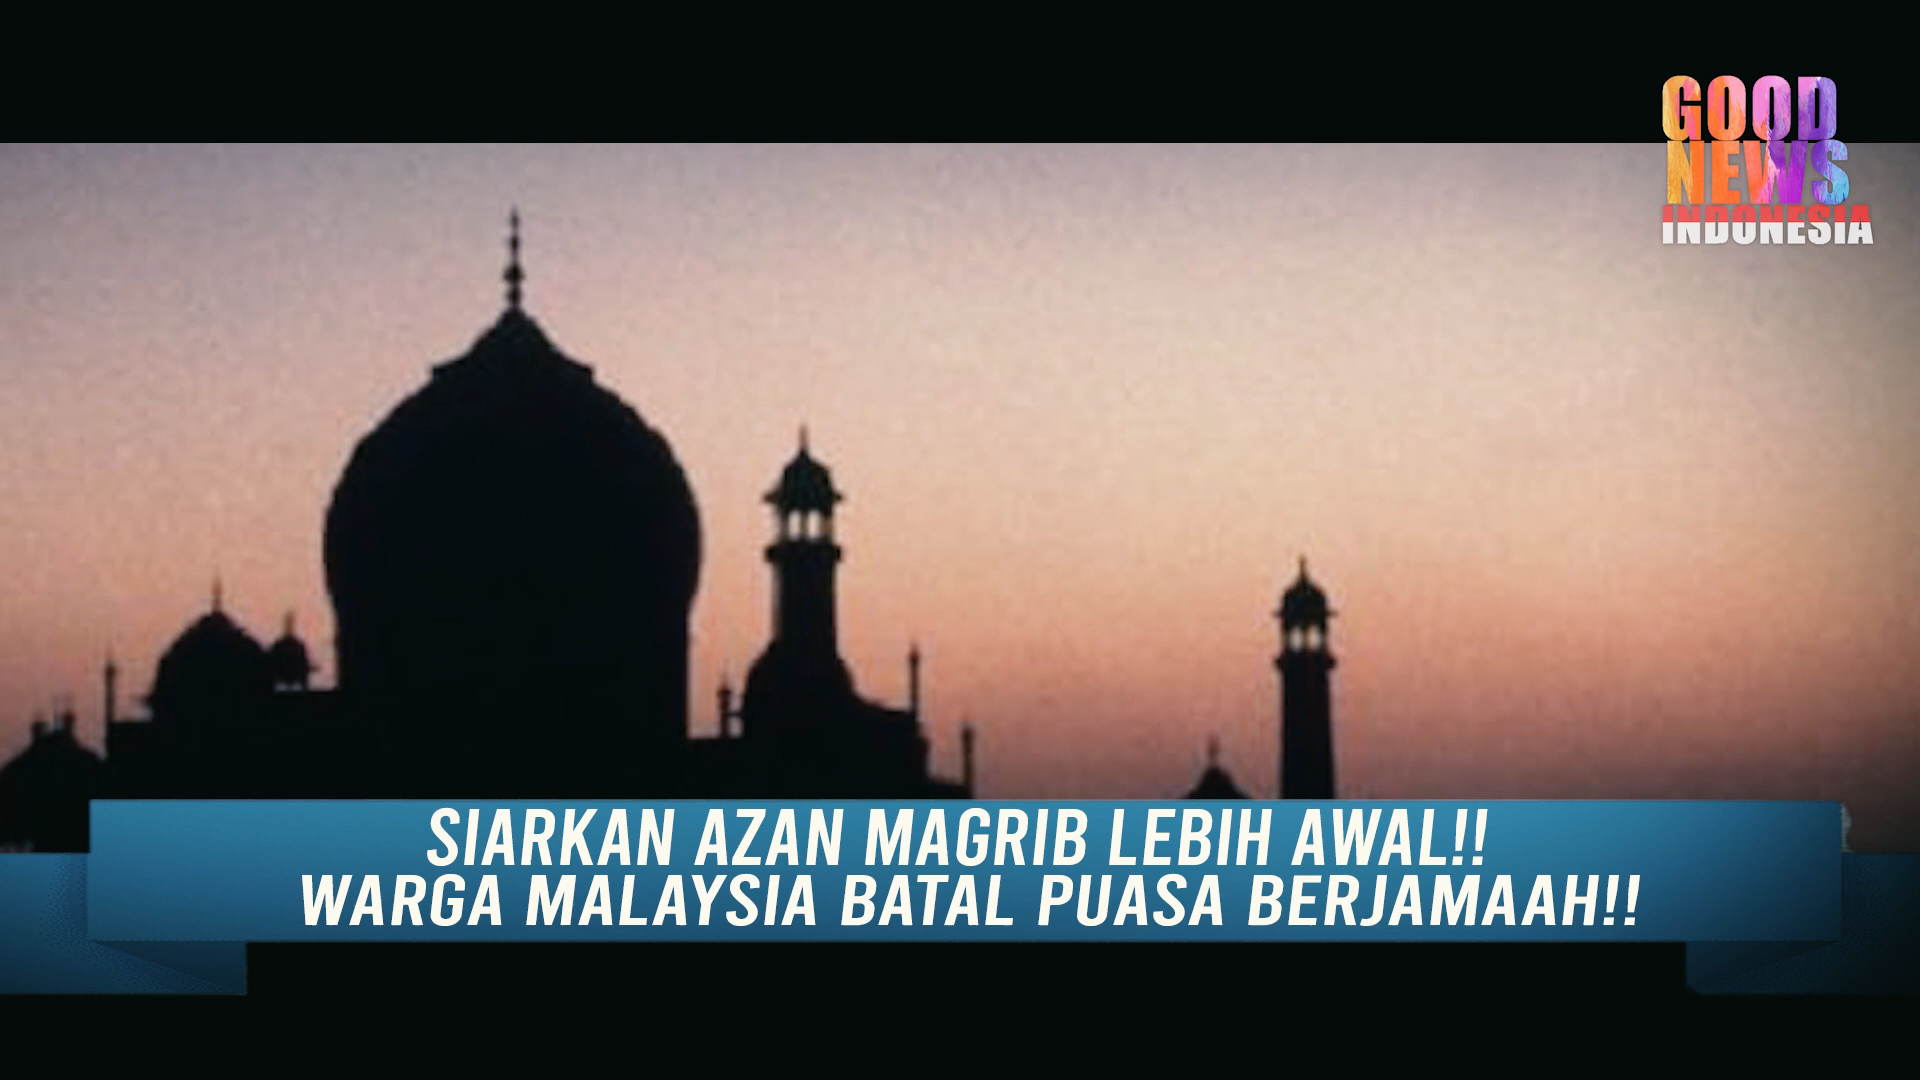 GOOD
NEWS
INDONESIA
SIARKAN AZAN MAGRIB LEBIH AWAL!!
WARGA MALAYSIA BATAL PUASA BERJAMAAH!!